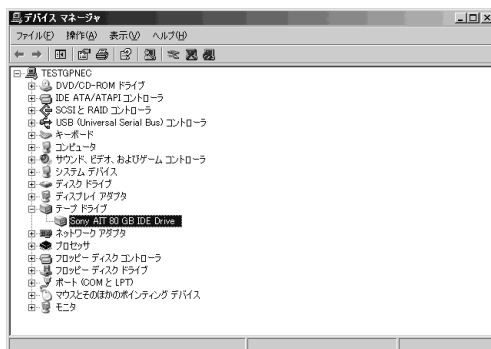 デバイス マネージャ
ファイル(F) 操作(A) 表示(V) ヘルプ(H)
TESTGPNEC
DVD/CD-ROM ドライブ
IDE ATA/ATAPI コントローラ
SCSI と RAID コントローラ
USB (Universal Serial Bus) コントローラ
キーボード
コンピュータ
サウンド、ビデオ、およびゲーム コントローラ
システム デバイス
ディスク ドライブ
ディスプレイ アダプタ
テープ ドライブ
Sony AIT 80 GB IDE Drive
ネットワーク アダプタ
プロセッサ
フロッピー ディスク コントローラ
フロッピー ディスク ドライブ
ポート (COM と LPT)
マウスとそのほかのポインティング デバイス
モニタ